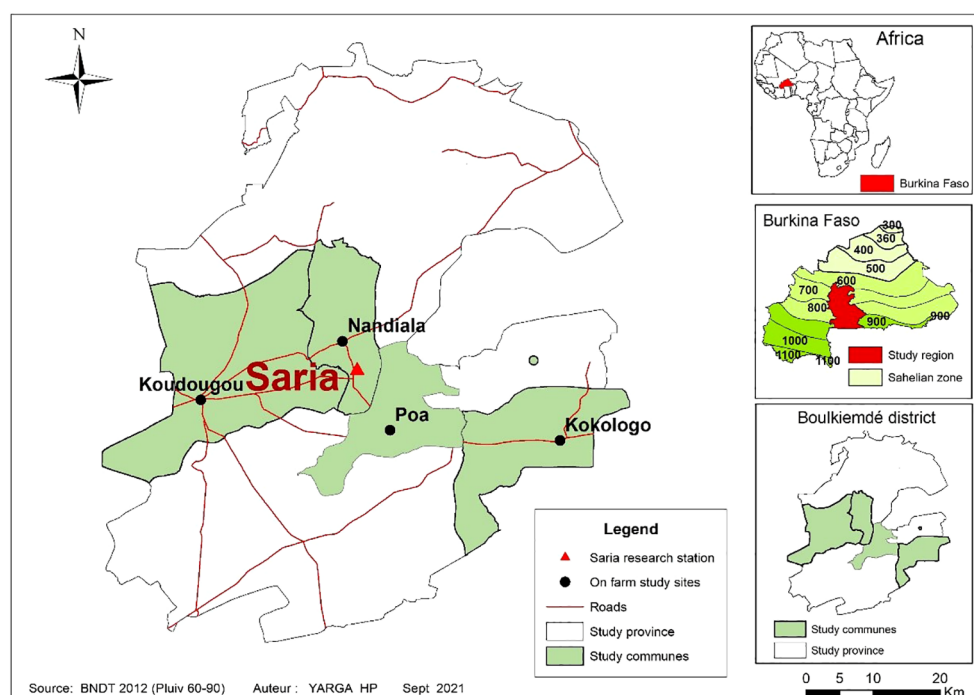 N
Nandiala
Saria
Koudougou
Poa
Kokologo
Legend
Saria research station
On farm study sites
Roads
Study province
Study communes
Source: BNDT 2012 (Pluiv 60-90) Auteur : YARGA HP Sept 2021
Africa
Burkina Faso
Burkina Faso
300
360
400
500
600
700
800
900
900
1000
1100
1100
Study region
Sahelian zone
Boulkiemdé district
Study communes
Study province
0 5 10 20
Km